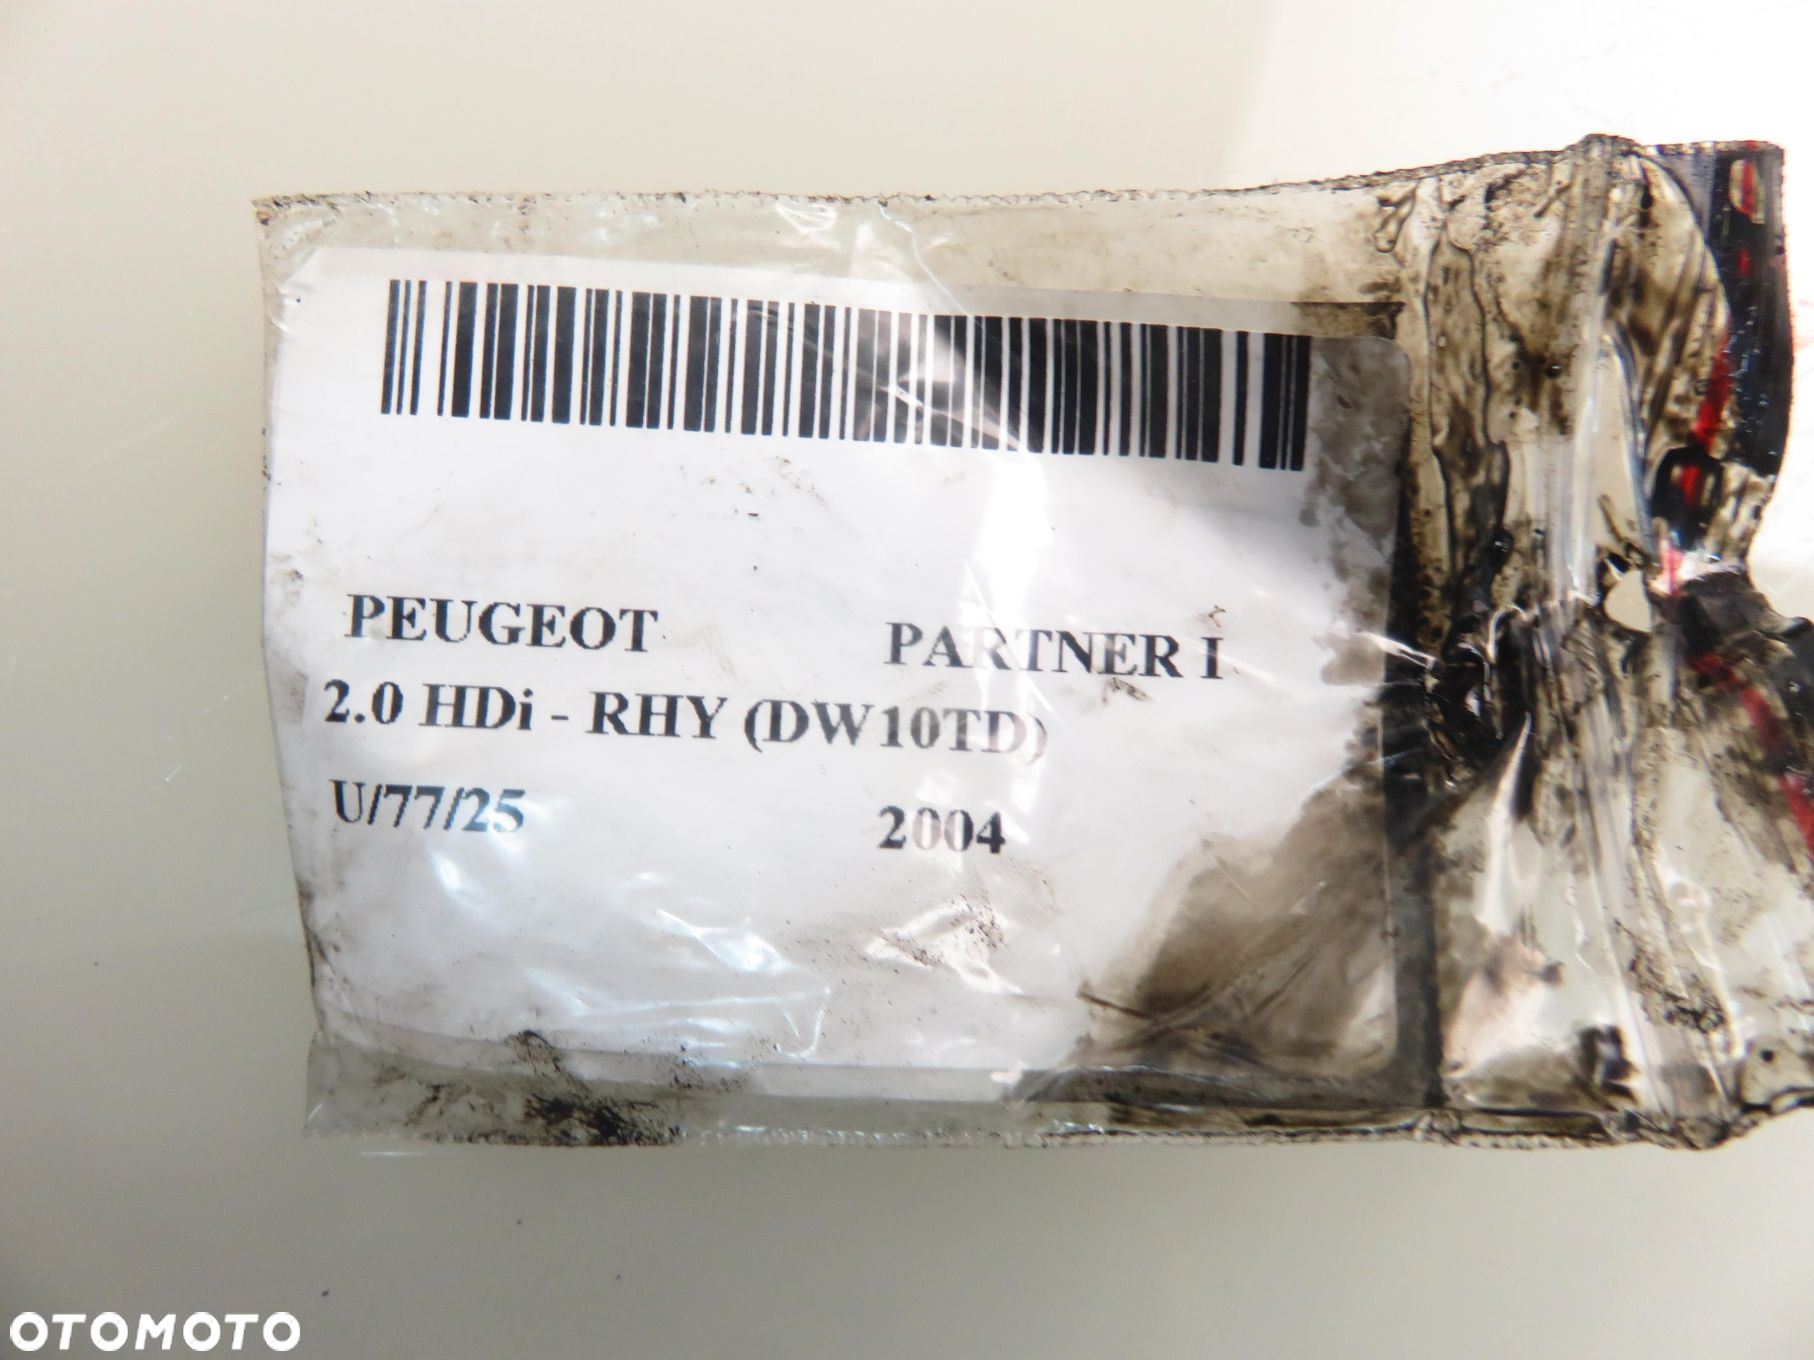 PEUGEOT PARTNER I
2.0 HDi - RHY (DW10TD)
U/77/25 2004
OTOMOTO